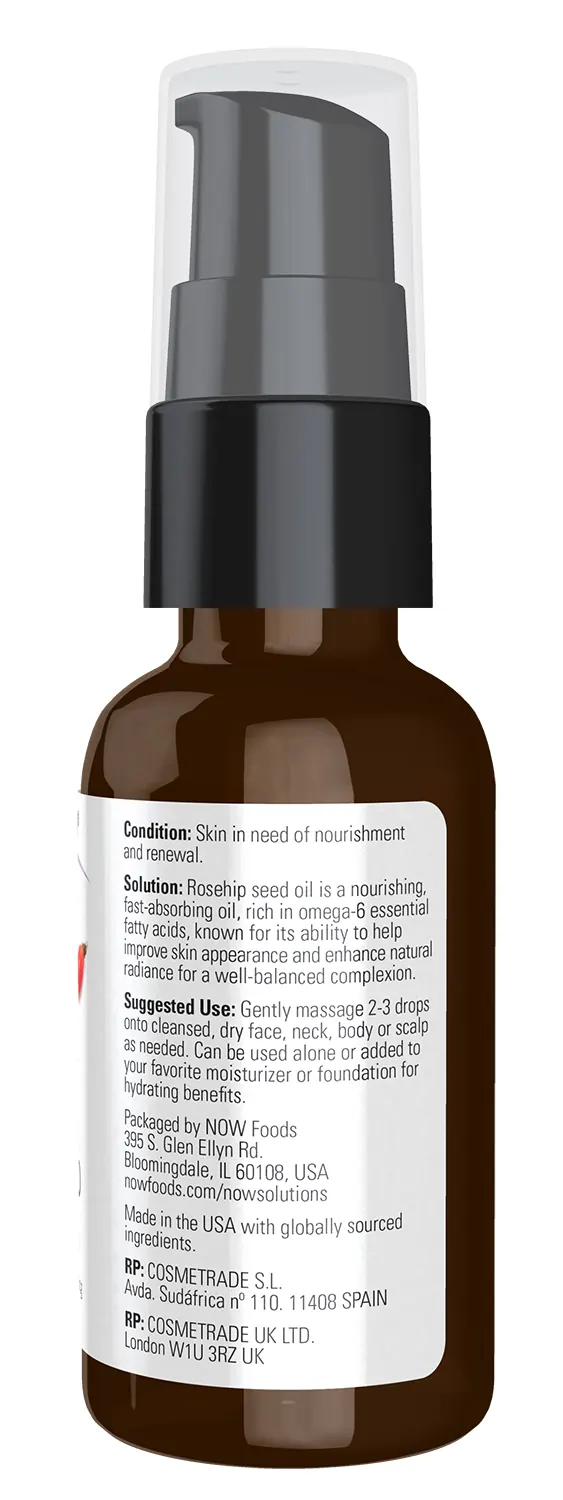 Condition: Skin in need of nourishment
and renewal.
Solution: Rosehip seed oil is a nourishing,
fast-absorbing oil, rich in omega-6 essential
fatty acids, known for its ability to help
improve skin appearance and enhance natural
radiance for a well-balanced complexion.
Suggested Use: Gently massage 2-3 drops
onto cleansed, dry face, neck, body or scalp
as needed. Can be used alone or added to
your favorite moisturizer or foundation for
hydrating benefits.
Packaged by NOW Foods
395 S. Glen Ellyn Rd.
Bloomingdale, IL 60108, USA
nowfoods.com/nowsolutions
Made in the USA with globally sourced
ingredients.
RP: COSMETRADE S.L.
Avda. Sudáfrica nº 110. 11408 SPAIN
RP: COSMETRADE UK LTD.
London W1U 3RZ UK